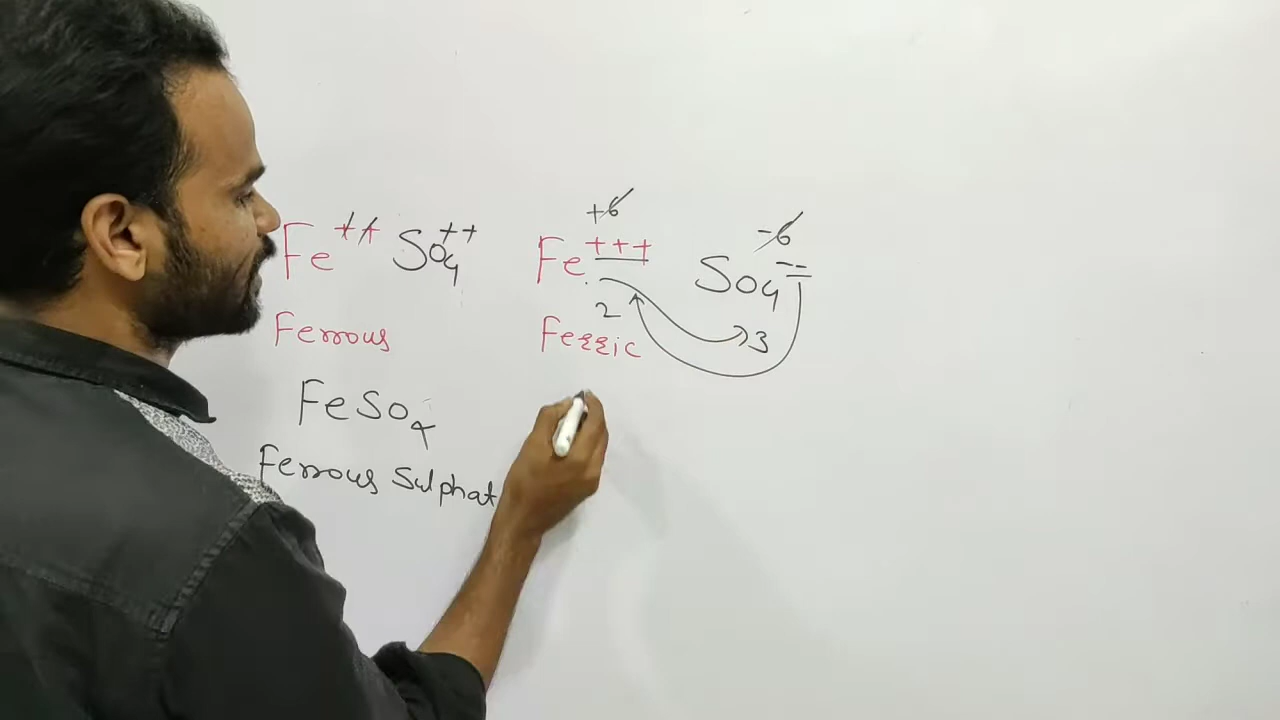 +6 -6
Fe++ SO4++ Fe+++ SO4--
2 3
Ferrous Ferric
FeSO4
Ferrous Sulphat